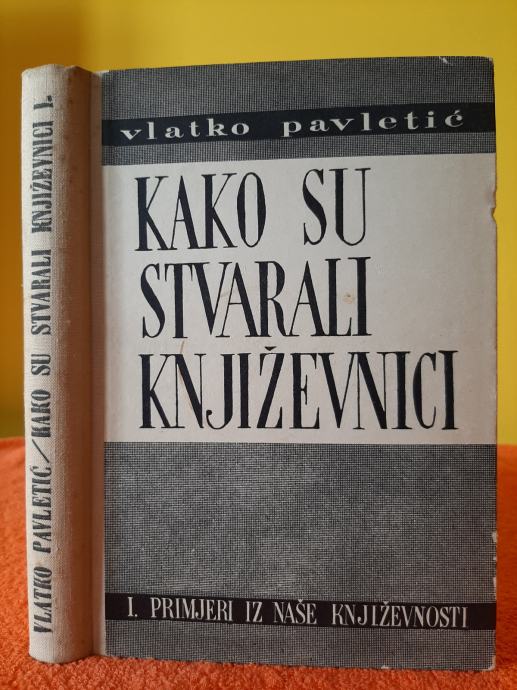 VLATKO PAVLETIĆ/KAKO SU STVARALI KNJIŽEVNICI I.
vlatko pavletić
KAKO SU
STVARALI
KNJIŽEVNICI
I. PRIMJERI IZ NAŠE KNJIŽEVNOSTI